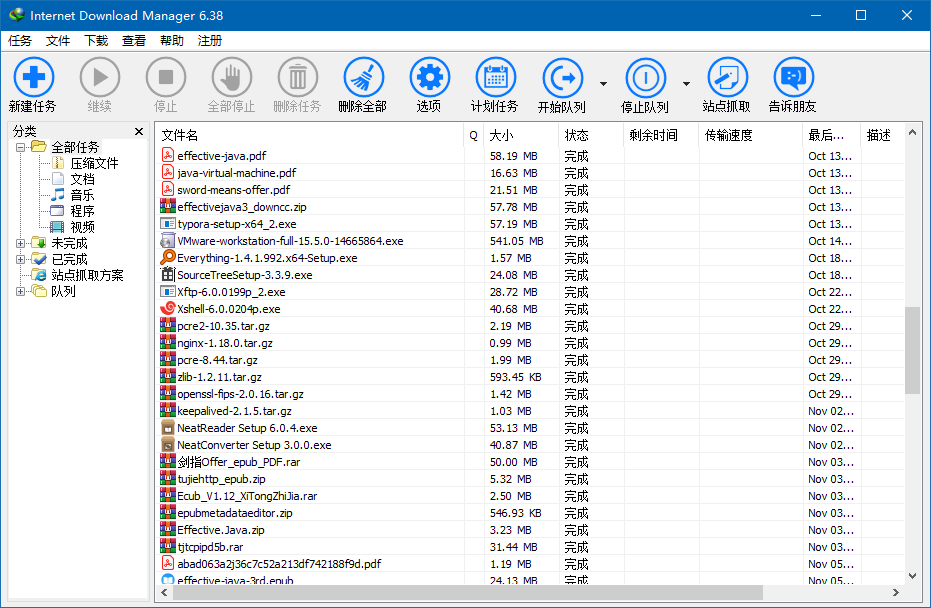 Internet Download Manager 6.38
任务 文件 下载 查看 帮助 注册
新建任务 继续 停止 全部停止 删除任务 删除全部 选项 计划任务 开始队列 停止队列 站点抓取 告诉朋友
分类
全部任务
压缩文件
文档
音乐
程序
视频
未完成
已完成
站点抓取方案
队列
文件名 Q 大小 状态 剩余时间 传输速度 最后... 描述
effective-java.pdf 58.19 MB 完成 Oct 13...
java-virtual-machine.pdf 16.63 MB 完成 Oct 13...
sword-means-offer.pdf 21.51 MB 完成 Oct 13...
effectivejava3_downcc.zip 57.78 MB 完成 Oct 13...
typora-setup-x64_2.exe 57.19 MB 完成 Oct 13...
VMware-workstation-full-15.5.0-14665864.exe 541.05 MB 完成 Oct 14...
Everything-1.4.1.992.x64-Setup.exe 1.57 MB 完成 Oct 18...
SourceTreeSetup-3.3.9.exe 24.08 MB 完成 Oct 18...
Xftp-6.0.0199p_2.exe 28.72 MB 完成 Oct 22...
Xshell-6.0.0204p.exe 40.68 MB 完成 Oct 22...
pcre2-10.35.tar.gz 2.19 MB 完成 Oct 29...
nginx-1.18.0.tar.gz 0.99 MB 完成 Oct 29...
pcre-8.44.tar.gz 1.99 MB 完成 Oct 29...
zlib-1.2.11.tar.gz 593.45 KB 完成 Oct 29...
openssl-fips-2.0.16.tar.gz 1.42 MB 完成 Oct 29...
keepalived-2.1.5.tar.gz 1.03 MB 完成 Nov 02...
NeatReader Setup 6.0.4.exe 53.13 MB 完成 Nov 02...
NeatConverter Setup 3.0.0.exe 40.87 MB 完成 Nov 02...
剑指Offer_epub_PDF.rar 50.00 MB 完成 Nov 03...
tujiehttp_epub.zip 5.32 MB 完成 Nov 03...
Ecub_V1.12_XiTongZhiJia.rar 2.50 MB 完成 Nov 03...
epubmetadataeditor.zip 546.93 KB 完成 Nov 03...
Effective.Java.zip 3.23 MB 完成 Nov 03...
tjtcpipd5b.rar 31.44 MB 完成 Nov 03...
abad063a2j36c7c52a213df742188f9d.pdf 1.19 MB 完成 Nov 05...
effective-java-3rd.epub 24.13 MB 完成 Nov 05...